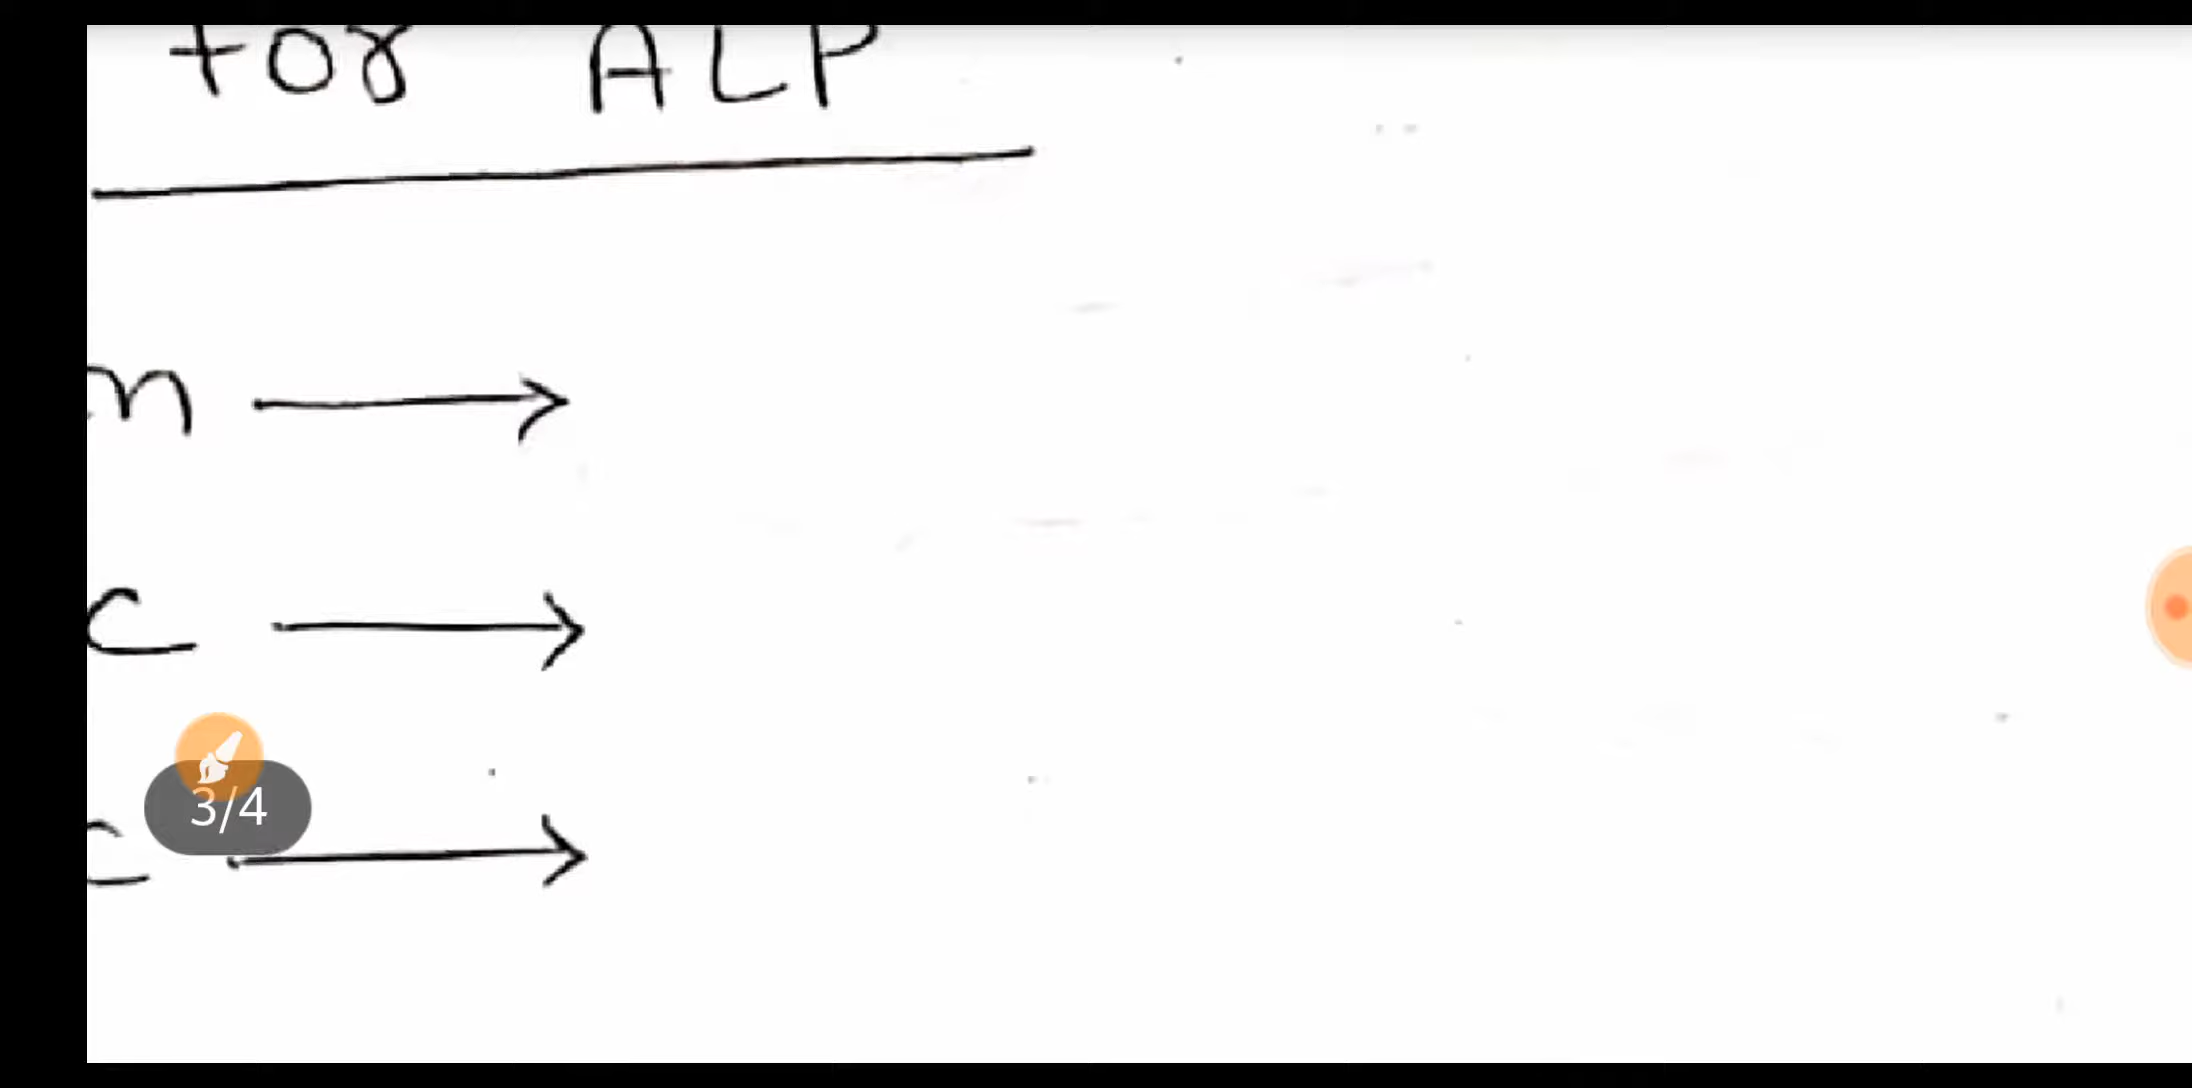 for ALP
n →
c →
3/4
c →